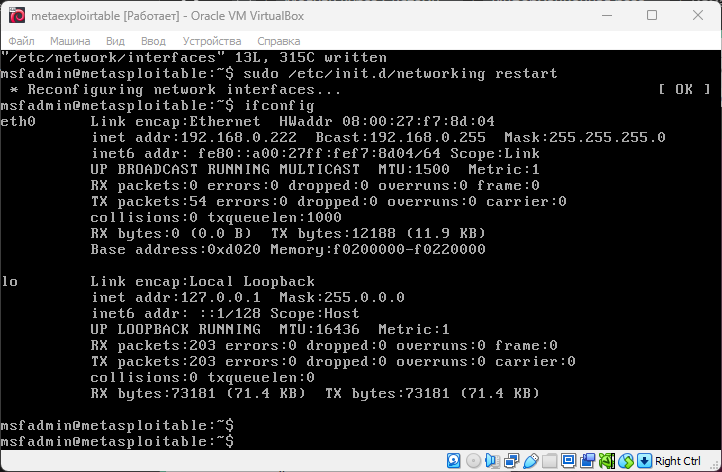 metaexploirtable [Работает] - Oracle VM VirtualBox
Файл Машина Вид Ввод Устройства Справка
"/etc/network/interfaces" 13L, 315C written
msfadmin@metasploitable:~$ sudo /etc/init.d/networking restart
 * Reconfiguring network interfaces... [ OK ]
msfadmin@metasploitable:~$ ifconfig
eth0      Link encap:Ethernet  HWaddr 08:00:27:f7:8d:04
          inet addr:192.168.0.222  Bcast:192.168.0.255  Mask:255.255.255.0
          inet6 addr: fe80::a00:27ff:fef7:8d04/64 Scope:Link
          UP BROADCAST RUNNING MULTICAST  MTU:1500  Metric:1
          RX packets:0 errors:0 dropped:0 overruns:0 frame:0
          TX packets:54 errors:0 dropped:0 overruns:0 carrier:0
          collisions:0 txqueuelen:1000
          RX bytes:0 (0.0 B)  TX bytes:12188 (11.9 KB)
          Base address:0xd020 Memory:f0200000-f0220000
lo        Link encap:Local Loopback
          inet addr:127.0.0.1  Mask:255.0.0.0
          inet6 addr: ::1/128 Scope:Host
          UP LOOPBACK RUNNING  MTU:16436  Metric:1
          RX packets:203 errors:0 dropped:0 overruns:0 frame:0
          TX packets:203 errors:0 dropped:0 overruns:0 carrier:0
          collisions:0 txqueuelen:0
          RX bytes:73181 (71.4 KB)  TX bytes:73181 (71.4 KB)
msfadmin@metasploitable:~$
msfadmin@metasploitable:~$
Right Ctrl